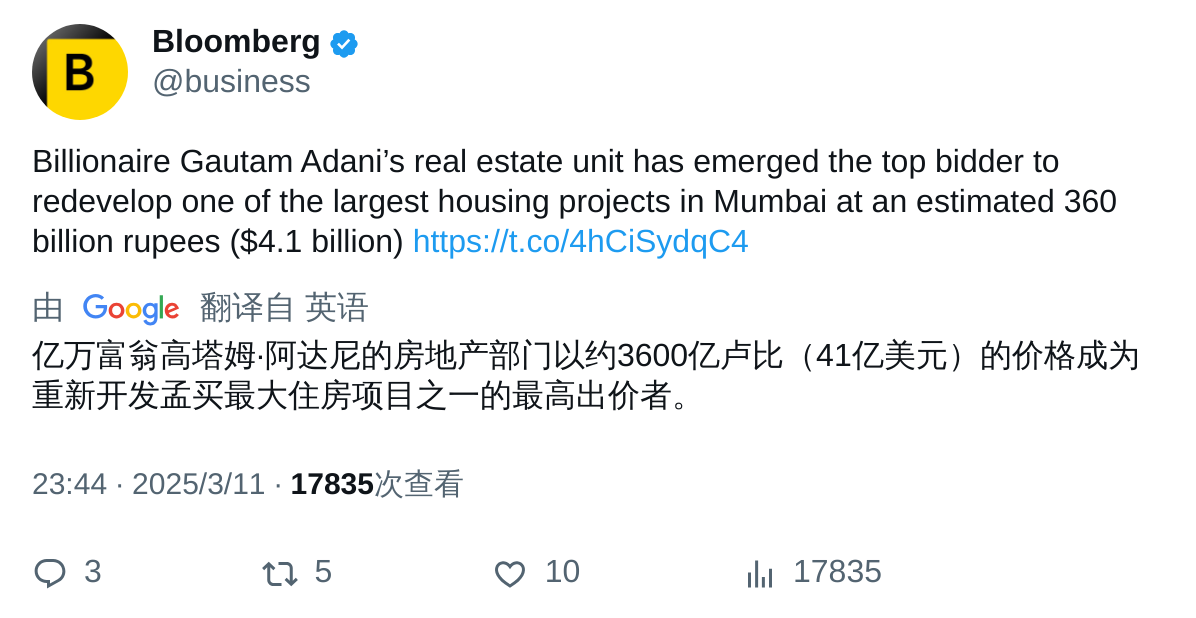 B
Bloomberg
@business
Billionaire Gautam Adani’s real estate unit has emerged the top bidder to
redevelop one of the largest housing projects in Mumbai at an estimated 360
billion rupees ($4.1 billion) https://t.co/4hCiSydqC4
由 Google 翻译自 英语
亿万富翁高塔姆·阿达尼的房地产部门以约3600亿卢比（41亿美元）的价格成为
重新开发孟买最大住房项目之一的最高出价者。
23:44 · 2025/3/11 · 17835次查看
3 5 10 17835